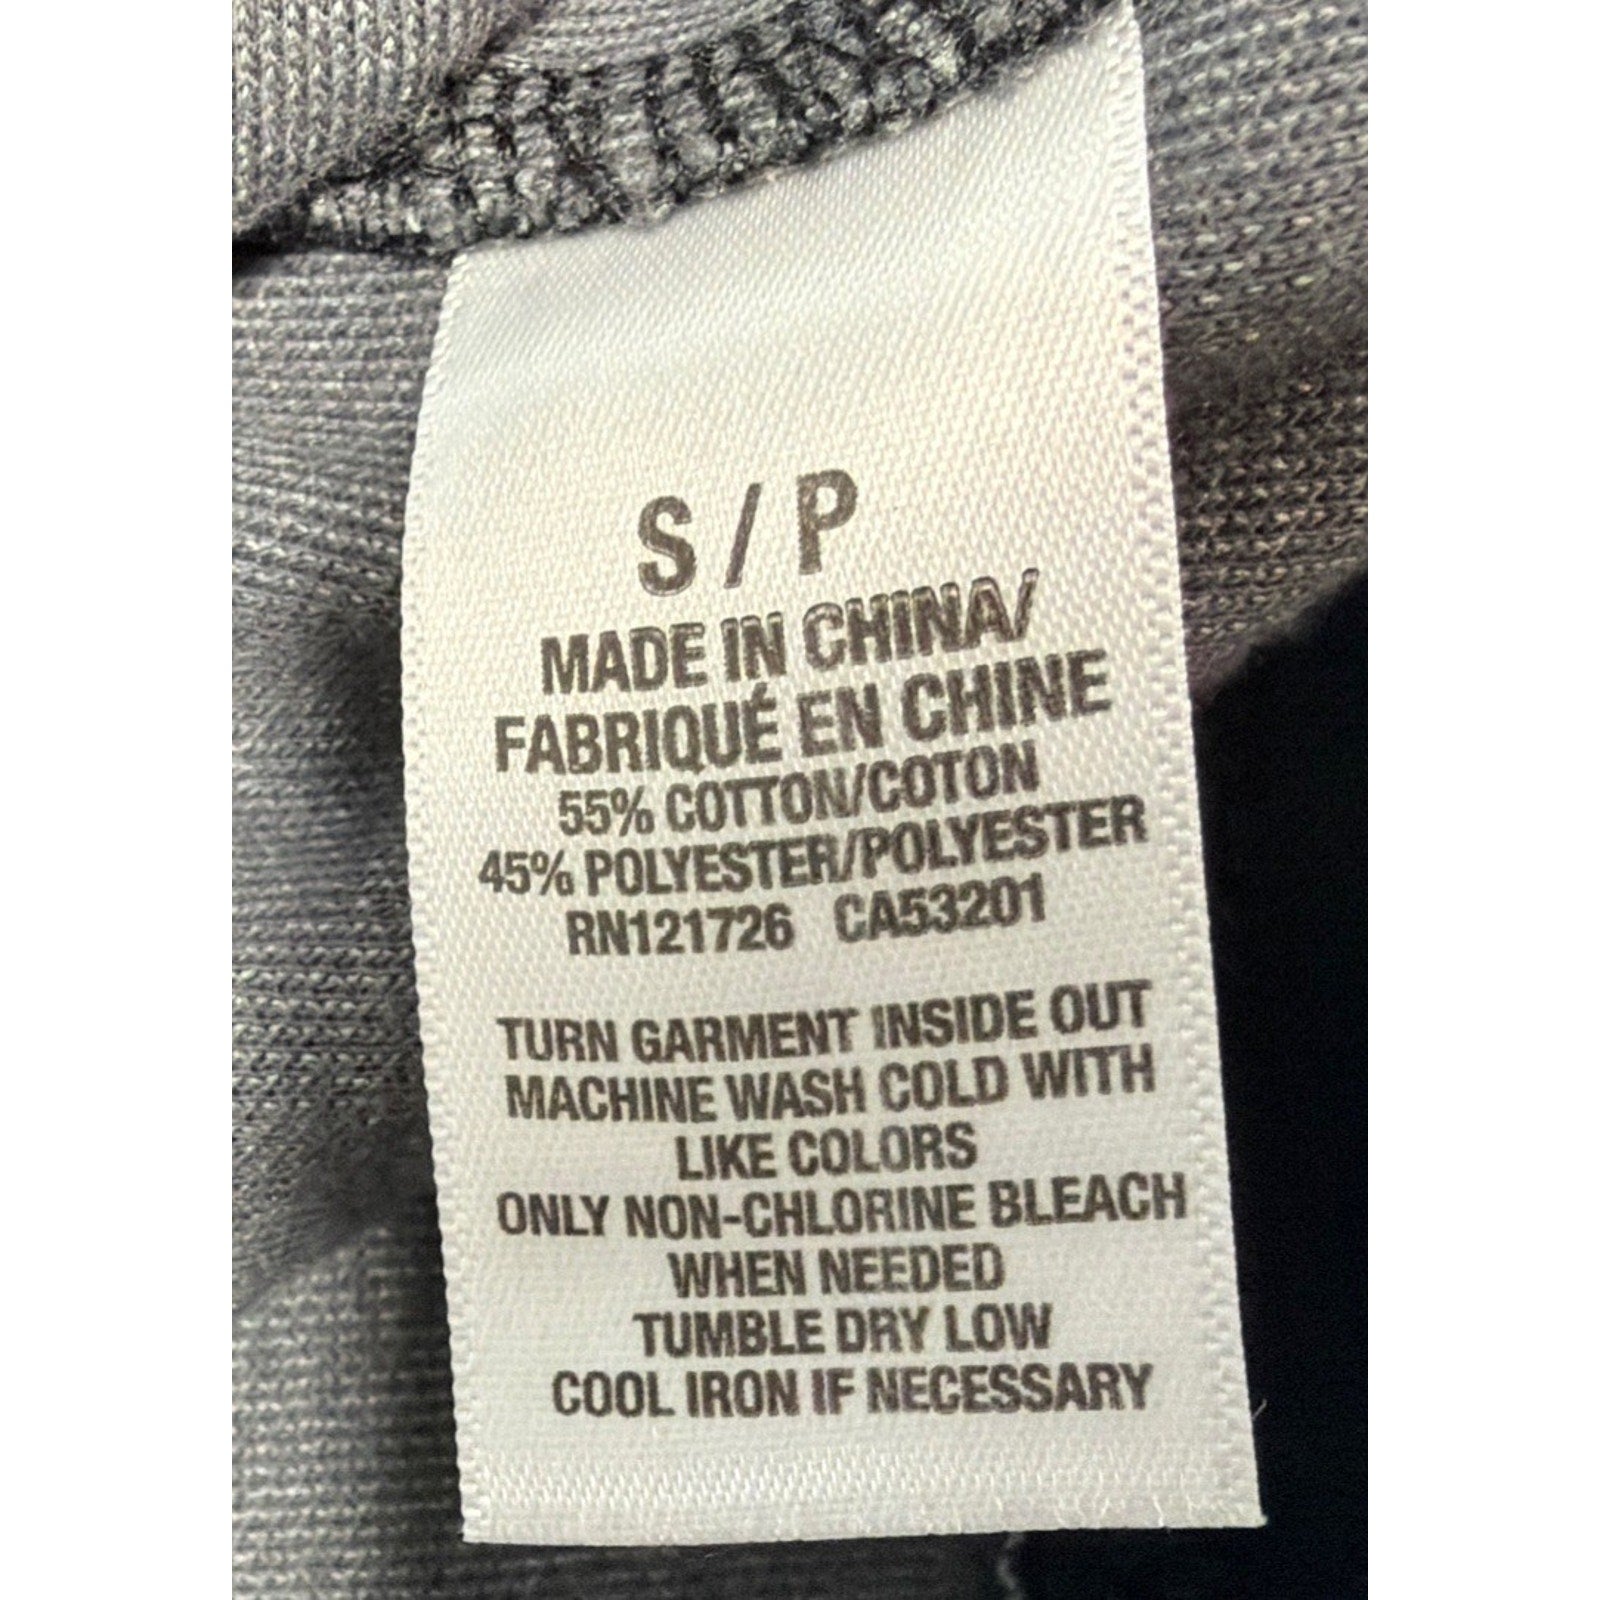 S / P
MADE IN CHINA/
FABRIQUÉ EN CHINE
55% COTTON/COTON
45% POLYESTER/POLYESTER
RN121726 CA53201
TURN GARMENT INSIDE OUT
MACHINE WASH COLD WITH
LIKE COLORS
ONLY NON-CHLORINE BLEACH
WHEN NEEDED
TUMBLE DRY LOW
COOL IRON IF NECESSARY